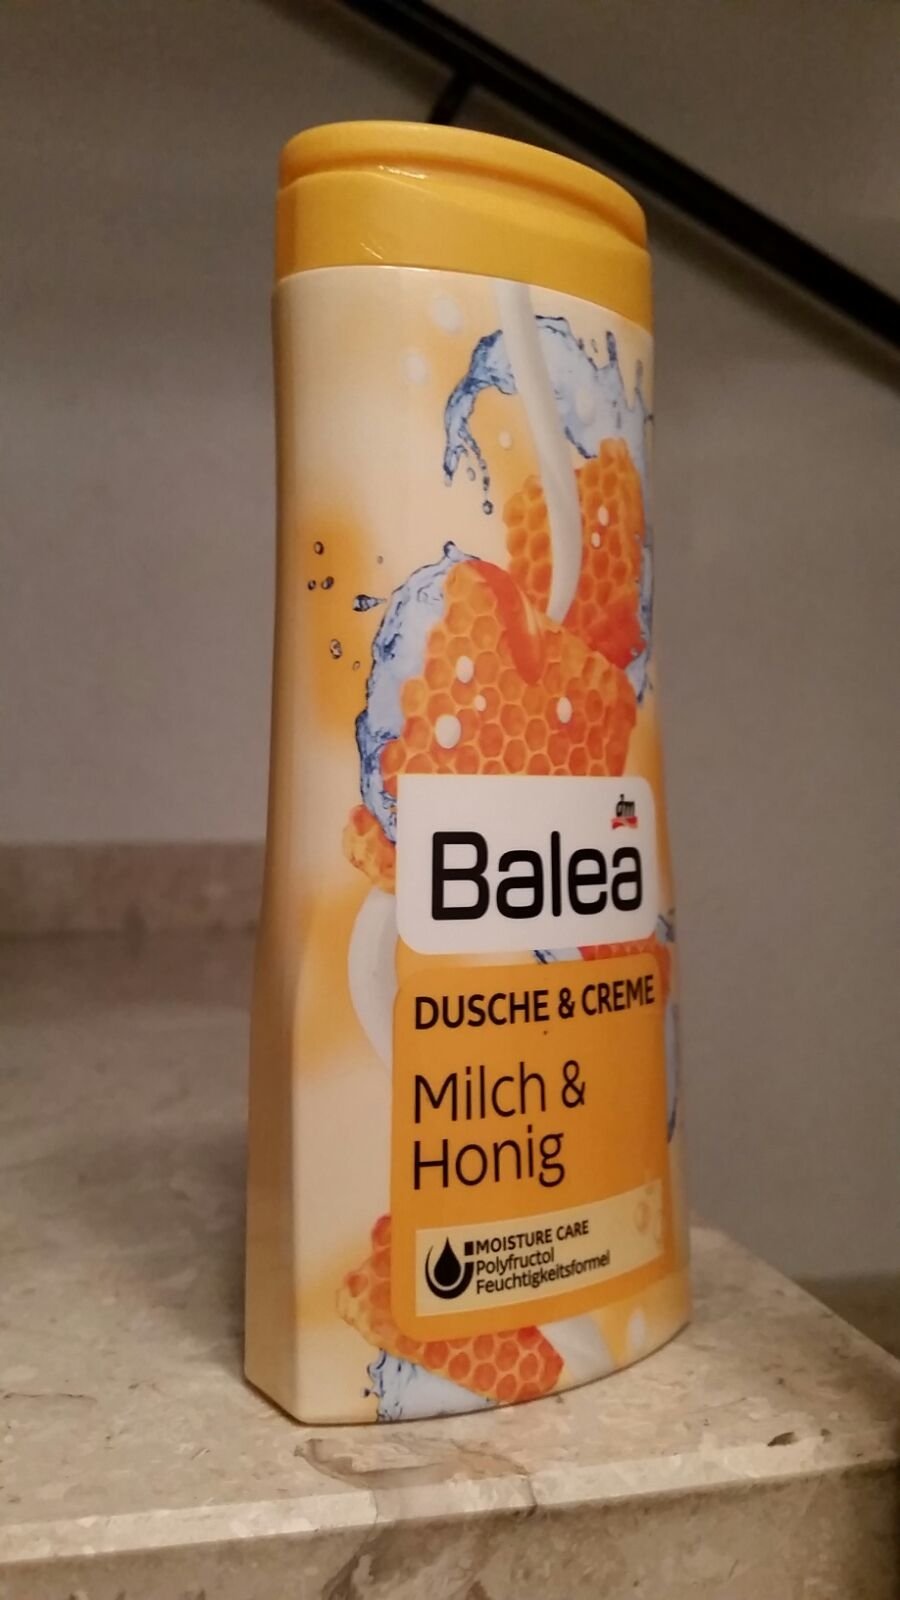 dm
Balea
DUSCHE & CREME
Milch &
Honig
MOISTURE CARE
Polyfructol
Feuchtigkeitsformel